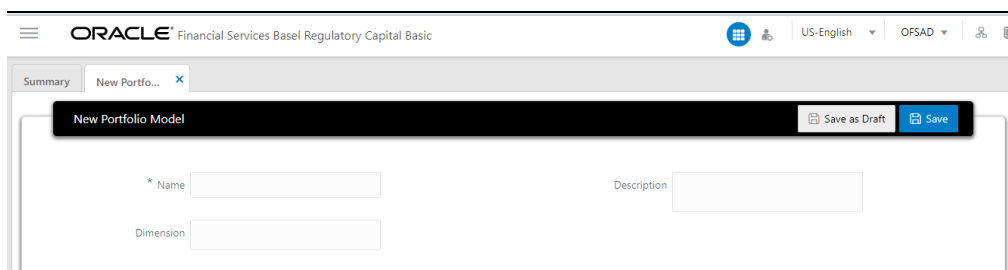 ORACLE® Financial Services Basel Regulatory Capital Basic
US-English
OFSAD
Summary
New Portfo...
New Portfolio Model
Save as Draft
Save
* Name
Description
Dimension